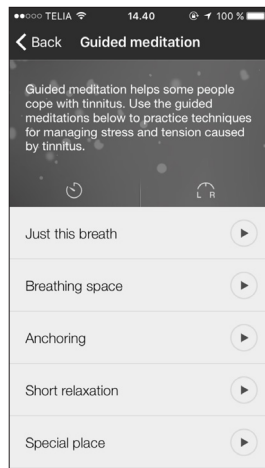 TELIA 14.40 100 %
Back Guided meditation
Guided meditation helps some people
cope with tinnitus. Use the guided
meditations below to practice techniques
for managing stress and tension caused
by tinnitus.
L R
Just this breath
Breathing space
Anchoring
Short relaxation
Special place